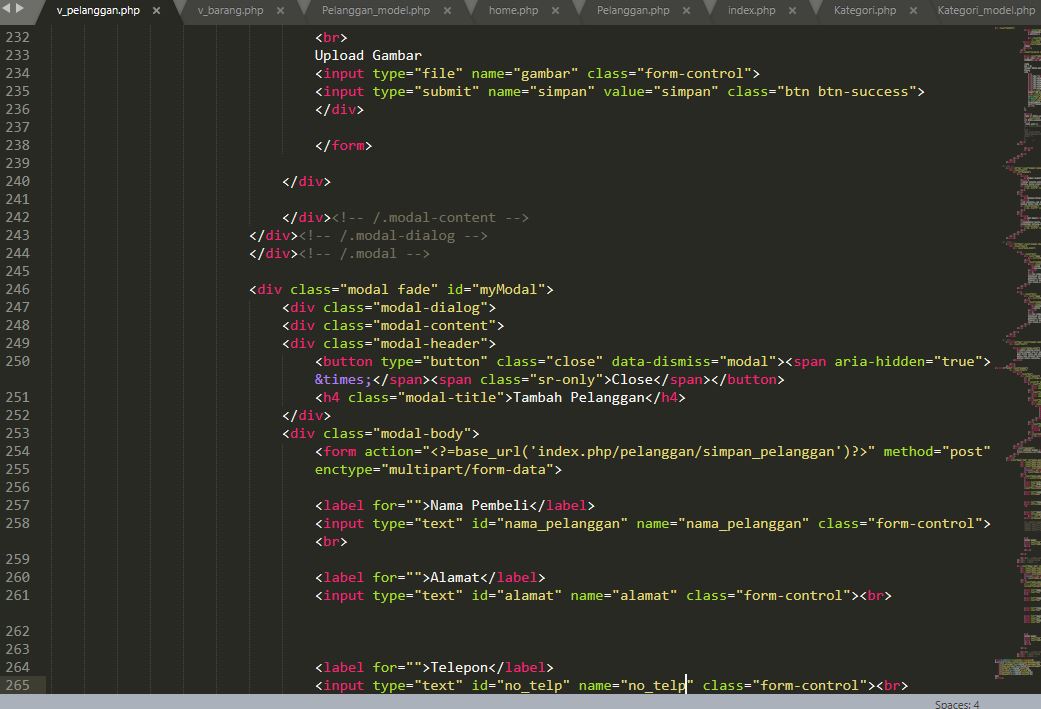 v_pelanggan.php × v_barang.php × Pelanggan_model.php × home.php × Pelanggan.php × index.php × Kategori.php × Kategori_model.php
232 <br>
233 Upload Gambar
234 <input type="file" name="gambar" class="form-control">
235 <input type="submit" name="simpan" value="simpan" class="btn btn-success">
236 </div>
237
238 </form>
239
240 </div>
241
242 </div><!-- /.modal-content -->
243 </div><!-- /.modal-dialog -->
244 </div><!-- /.modal -->
245
246 <div class="modal fade" id="myModal">
247 <div class="modal-dialog">
248 <div class="modal-content">
249 <div class="modal-header">
250 <button type="button" class="close" data-dismiss="modal"><span aria-hidden="true">
&times;</span><span class="sr-only">Close</span></button>
251 <h4 class="modal-title">Tambah Pelanggan</h4>
252 </div>
253 <div class="modal-body">
254 <form action="<?=base_url('index.php/pelanggan/simpan_pelanggan')?>" method="post"
255 enctype="multipart/form-data">
256
257 <label for="">Nama Pembeli</label>
258 <input type="text" id="nama_pelanggan" name="nama_pelanggan" class="form-control">
<br>
259
260 <label for="">Alamat</label>
261 <input type="text" id="alamat" name="alamat" class="form-control"><br>
262
263
264 <label for="">Telepon</label>
265 <input type="text" id="no_telp" name="no_telp" class="form-control"><br>
Spaces: 4